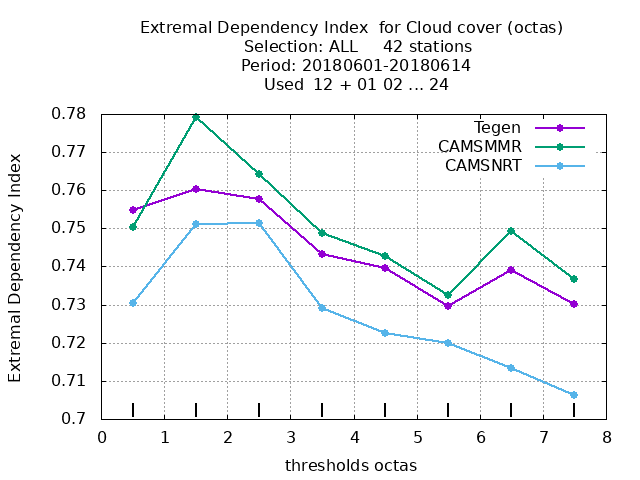 Extremal Dependency Index  for Cloud cover (octas)
Selection: ALL     42 stations
Period: 20180601-20180614
Used  12 + 01 02 ... 24
Tegen
CAMSMMR
CAMSNRT
Extremal Dependency Index
0.78
0.77
0.76
0.75
0.74
0.73
0.72
0.71
0.7
0 1 2 3 4 5 6 7 8
thresholds octas